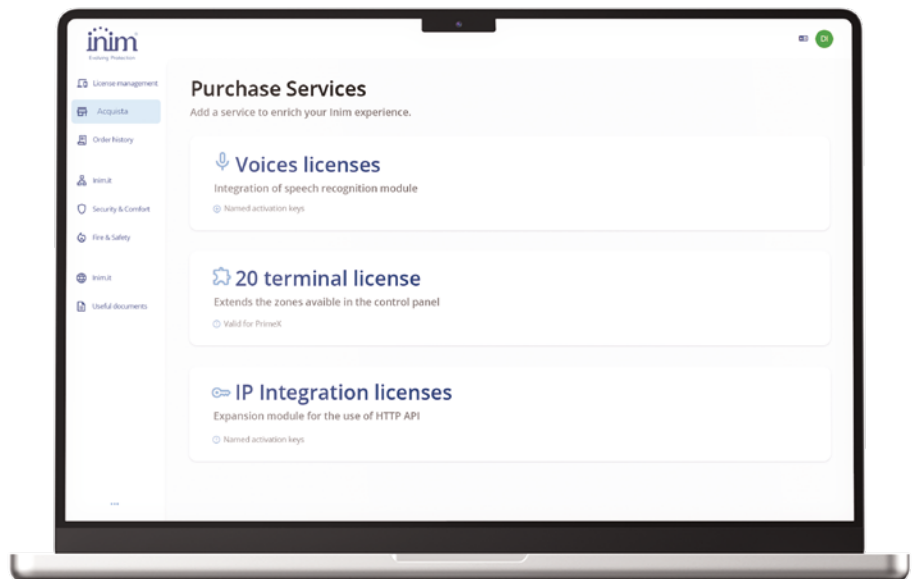 inim
Evolving Protection
DI
License management
Acquista
Order history
Inim.it
Security & Comfort
Fire & Safety
Inim.it
Useful documents
Purchase Services
Add a service to enrich your Inim experience.
Voices licenses
Integration of speech recognition module
Named activation keys
20 terminal license
Extends the zones avaible in the control panel
Valid for PrimeX
IP Integration licenses
Expansion module for the use of HTTP API
Named activation keys